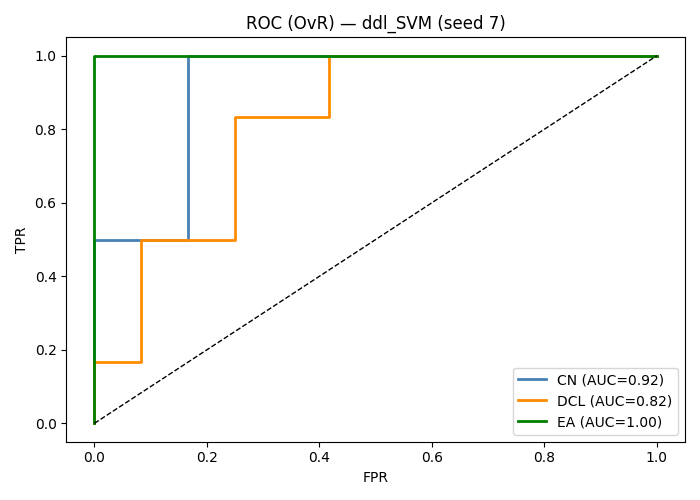 ROC (OvR) — ddl_SVM (seed 7)
1.0
0.8
0.6
0.4
0.2
0.0
TPR
0.0 0.2 0.4 0.6 0.8 1.0
FPR
CN (AUC=0.92)
DCL (AUC=0.82)
EA (AUC=1.00)